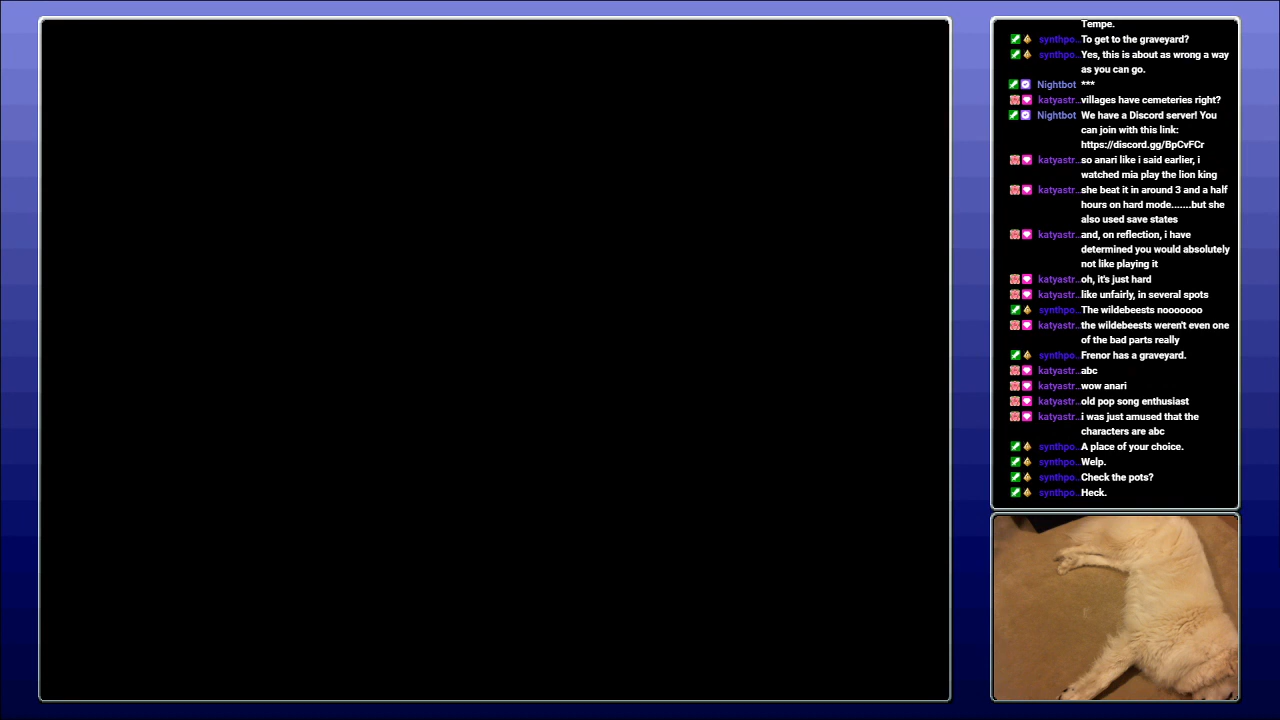 Tempe.
synthpo.. To get to the graveyard?
synthpo.. Yes, this is about as wrong a way
as you can go.
Nightbot ***
katyastr.. villages have cemeteries right?
Nightbot We have a Discord server! You
can join with this link:
https://discord.gg/BpCvFCr
katyastr.. so anari like i said earlier, i
watched mia play the lion king
katyastr.. she beat it in around 3 and a half
hours on hard mode.......but she
also used save states
katyastr.. and, on reflection, i have
determined you would absolutely
not like playing it
katyastr.. oh, it's just hard
katyastr.. like unfairly, in several spots
synthpo.. The wildebeests nooooooo
katyastr.. the wildebeests weren't even one
of the bad parts really
synthpo.. Frenor has a graveyard.
katyastr.. abc
katyastr.. wow anari
katyastr.. old pop song enthusiast
katyastr.. i was just amused that the
characters are abc
synthpo.. A place of your choice.
synthpo.. Welp.
synthpo.. Check the pots?
synthpo.. Heck.